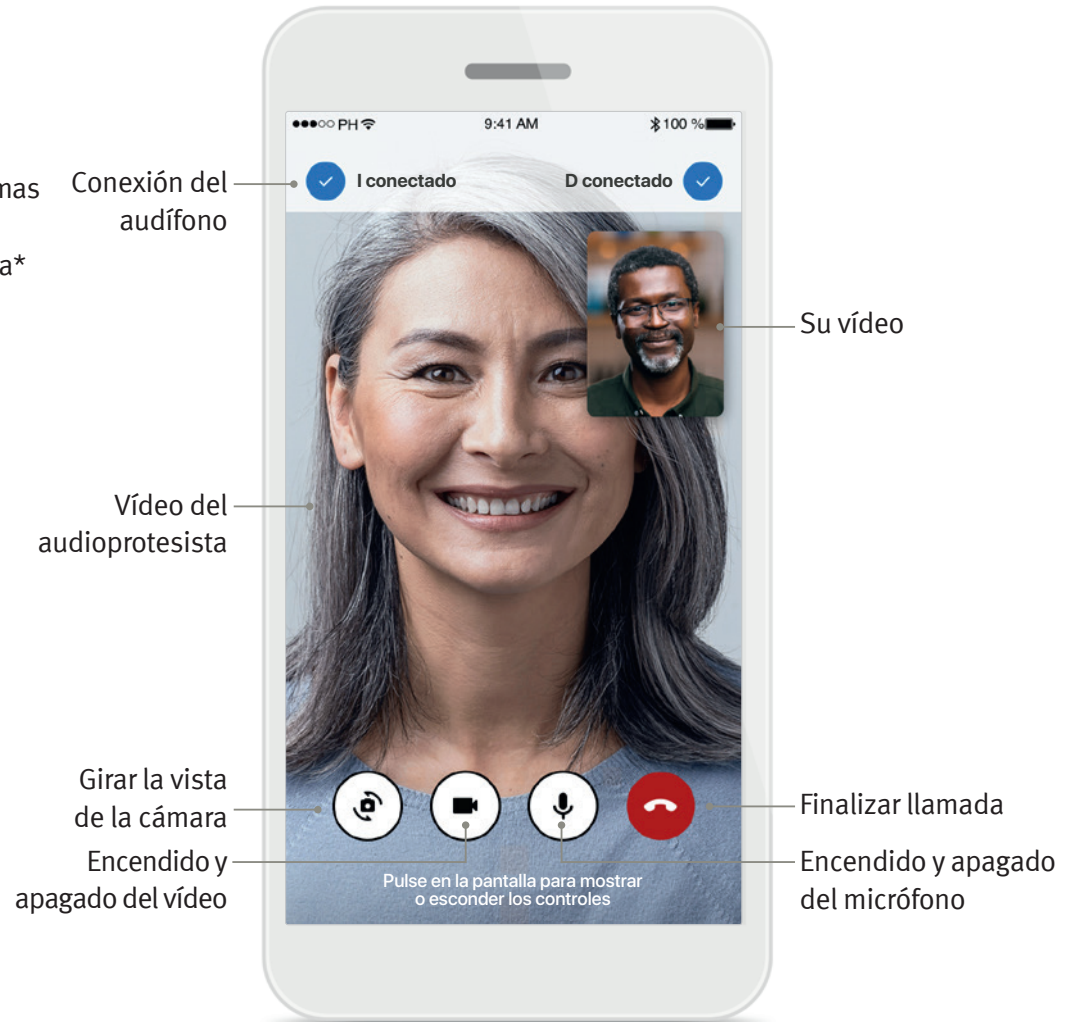 PH
9:41 AM
100 %
I conectado
D conectado
Conexión del
audífono
mas
a*
Su vídeo
Vídeo del
audioprotesista
Girar la vista
de la cámara
Encendido y
apagado del vídeo
Finalizar llamada
Encendido y apagado
del micrófono
Pulse en la pantalla para mostrar
o esconder los controles